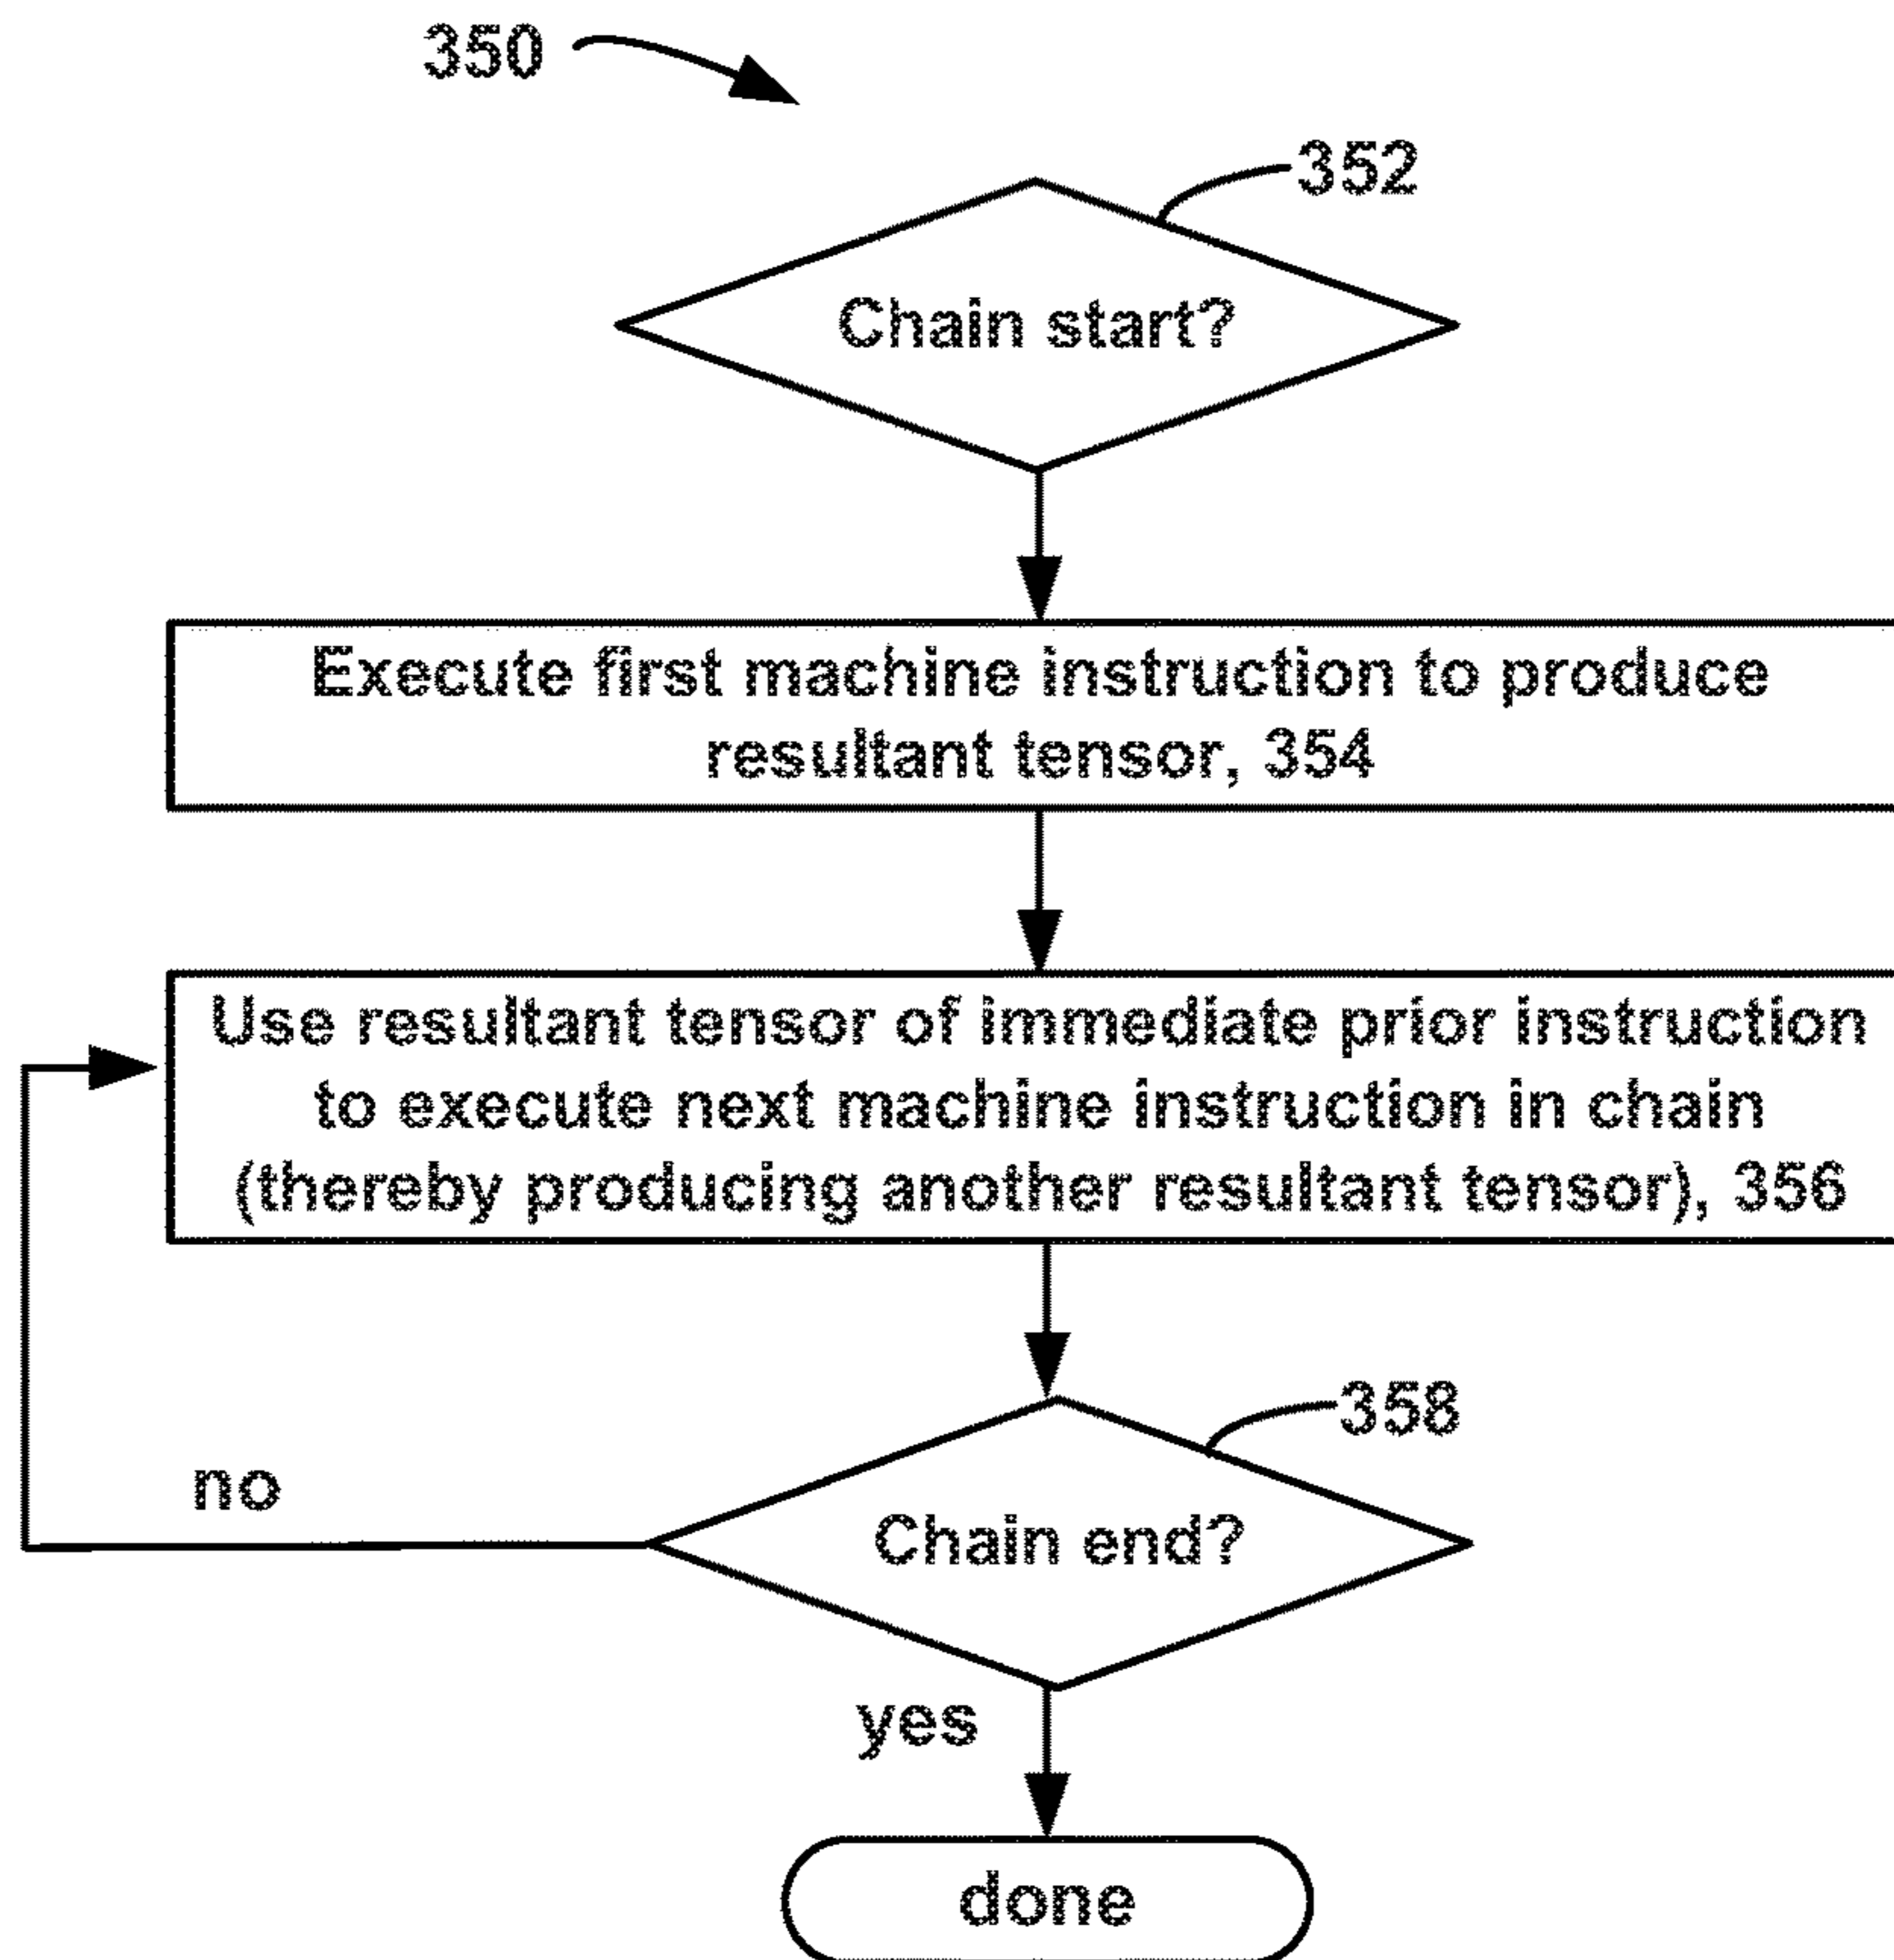 350
352
Chain start?
Execute first machine instruction to produce
resultant tensor, 354
Use resultant tensor of immediate prior instruction
to execute next machine instruction in chain
(thereby producing another resultant tensor), 356
358
no
Chain end?
yes
done